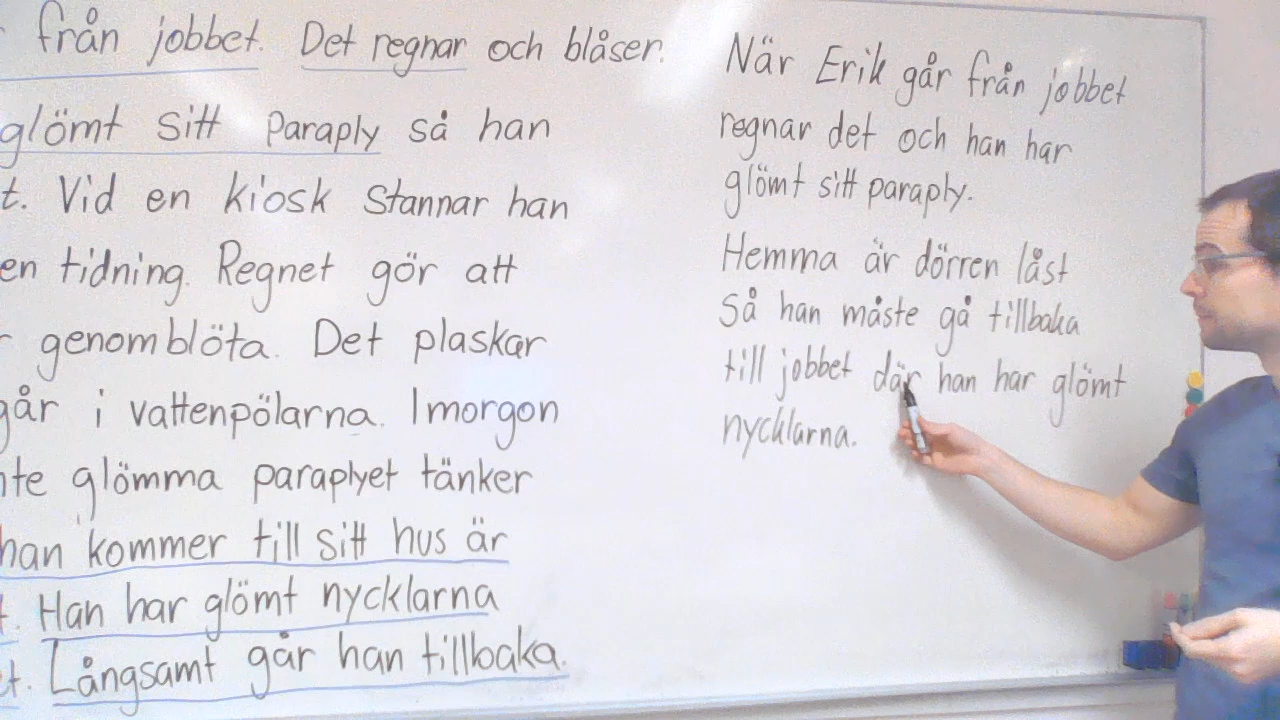 från jobbet. Det regnar och blåser.
glömt sitt paraply så han
t. Vid en kiosk stannar han
en tidning. Regnet gör att
genomblöta. Det plaskar
går i vattenpölarna. Imorgon
glömma paraplyet tänker
han kommer till sitt hus är
t. Han har glömt nycklarna
et. Långsamt går han tillbaka.
När Erik går från jobbet
regnar det och han har
glömt sitt paraply.
Hemma är dörren låst
så han måste gå tillbaka
till jobbet där han har glömt
nycklarna.